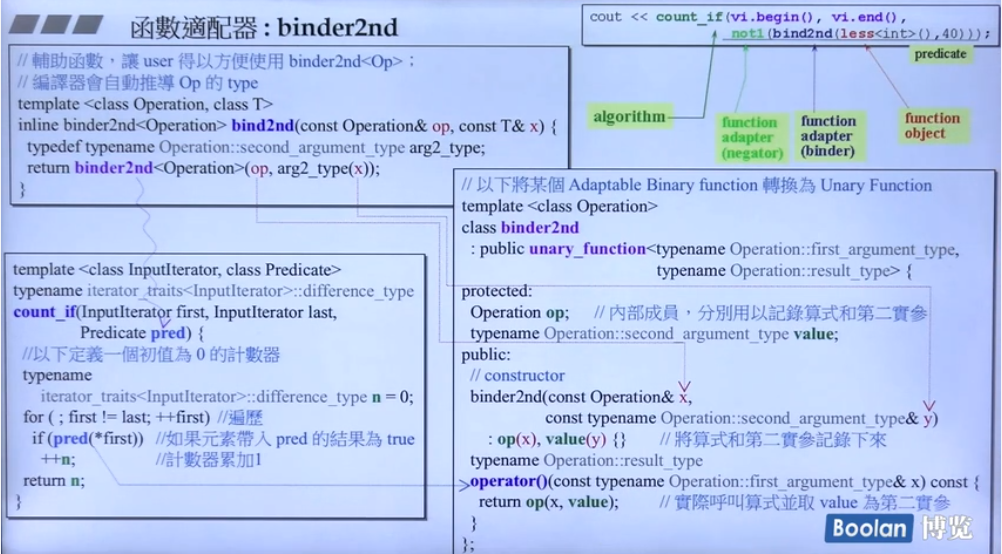 函數適配器 : binder2nd
cout << count_if(vi.begin(), vi.end(),
not1(bind2nd(less<int>(),40)));
predicate
algorithm
function
adapter
(negator)
function
adapter
(binder)
function
object
// 輔助函數，讓 user 得以方便使用 binder2nd<Op>；
// 編譯器會自動推導 Op 的 type
template <class Operation, class T>
inline binder2nd<Operation> bind2nd(const Operation& op, const T& x) {
typedef typename Operation::second_argument_type arg2_type;
return binder2nd<Operation>(op, arg2_type(x));
}
template <class InputIterator, class Predicate>
typename iterator_traits<InputIterator>::difference_type
count_if(InputIterator first, InputIterator last,
Predicate pred) {
//以下定義一個初值為 0 的計數器
typename
iterator_traits<InputIterator>::difference_type n = 0;
for ( ; first != last; ++first) //遍歷
if (pred(*first)) //如果元素帶入 pred 的結果為 true
++n; //計數器累加1
return n;
}
// 以下將某個 Adaptable Binary function 轉換為 Unary Function
template <class Operation>
class binder2nd
: public unary_function<typename Operation::first_argument_type,
typename Operation::result_type> {
protected:
Operation op; // 內部成員，分別用以記錄算式和第二實參
typename Operation::second_argument_type value;
public:
// constructor
binder2nd(const Operation& x,
const typename Operation::second_argument_type& y)
: op(x), value(y) {} // 將算式和第二實參記錄下來
typename Operation::result_type
operator()(const typename Operation::first_argument_type& x) const {
return op(x, value); // 實際呼叫算式並取 value 為第二實參
}
};
Boolan 博览